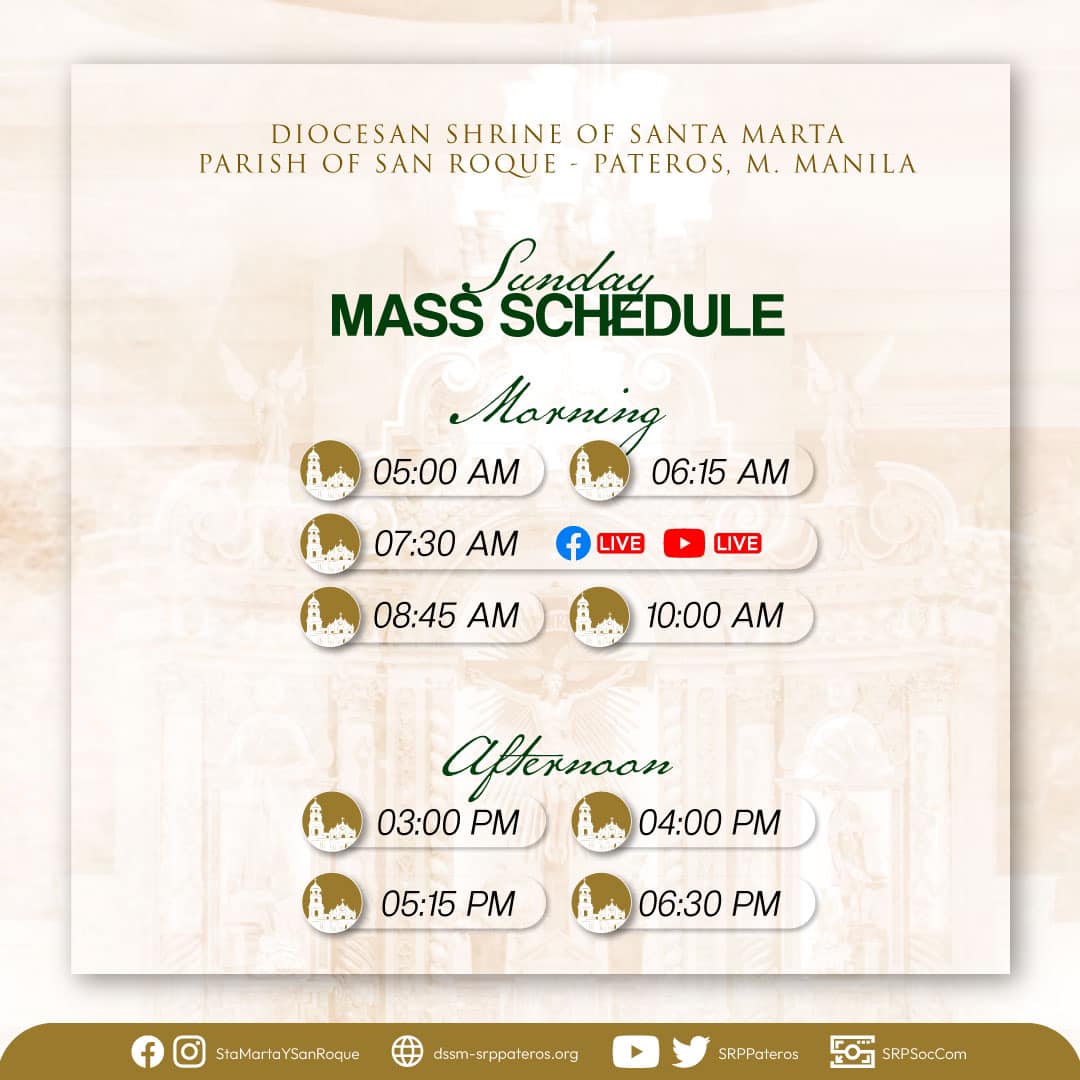 DIOCESAN SHRINE OF SANTA MARTA
PARISH OF SAN ROQUE - PATEROS, M. MANILA
Sunday
MASS SCHEDULE
Morning
05:00 AM 06:15 AM
07:30 AM LIVE LIVE
08:45 AM 10:00 AM
Afternoon
03:00 PM 04:00 PM
05:15 PM 06:30 PM
StaMartaYSanRoque dssm-srppateros.org SRPPateros SRPSocCom